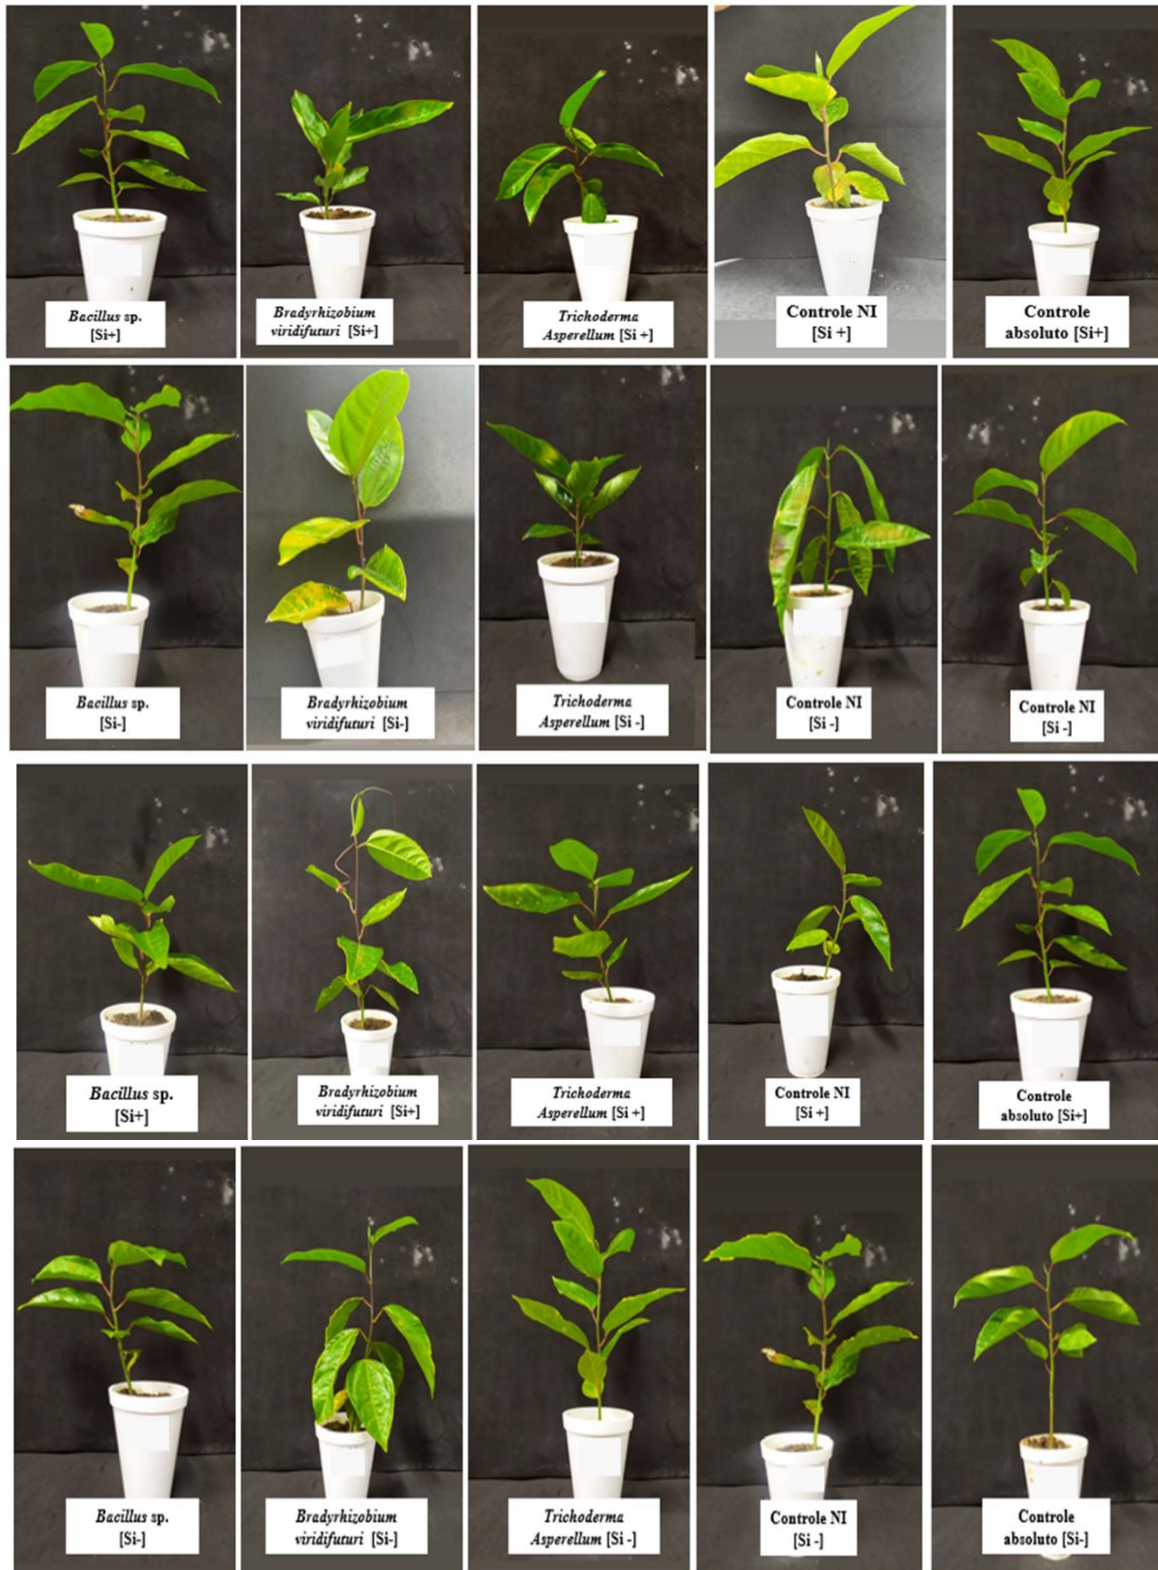 Bacillus sp.
[Si+]
Bradyrhizobium
viridifuturi [Si+]
Trichoderma
Asperellum [Si +]
Controle NI
[Si +]
Controle
absoluto [Si+]
Bacillus sp.
[Si-]
Bradyrhizobium
viridifuturi [Si-]
Trichoderma
Asperellum [Si -]
Controle NI
[Si -]
Controle NI
[Si -]
Bacillus sp.
[Si+]
Bradyrhizobium
viridifuturi [Si+]
Trichoderma
Asperellum [Si +]
Controle NI
[Si +]
Controle
absoluto [Si+]
Bacillus sp.
[Si-]
Bradyrhizobium
viridifuturi [Si-]
Trichoderma
Asperellum [Si -]
Controle NI
[Si -]
Controle
absoluto [Si-]